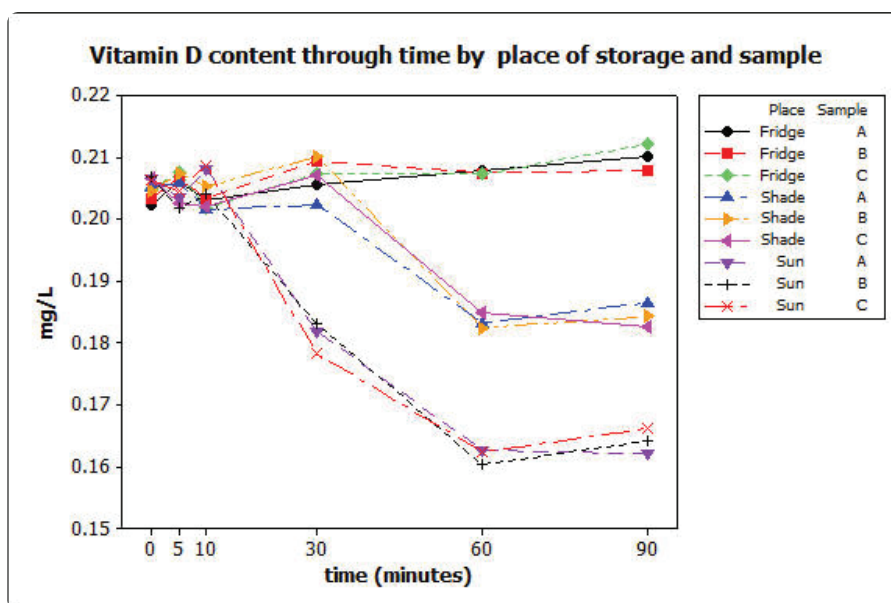 Vitamin D content through time by place of storage and sample
0.22
0.21
0.20
0.19
0.18
0.17
0.16
0.15
mg/L
0 5 10 30 60 90
time (minutes)
Place Sample
Fridge A
Fridge B
Fridge C
Shade A
Shade B
Shade C
Sun A
Sun B
Sun C